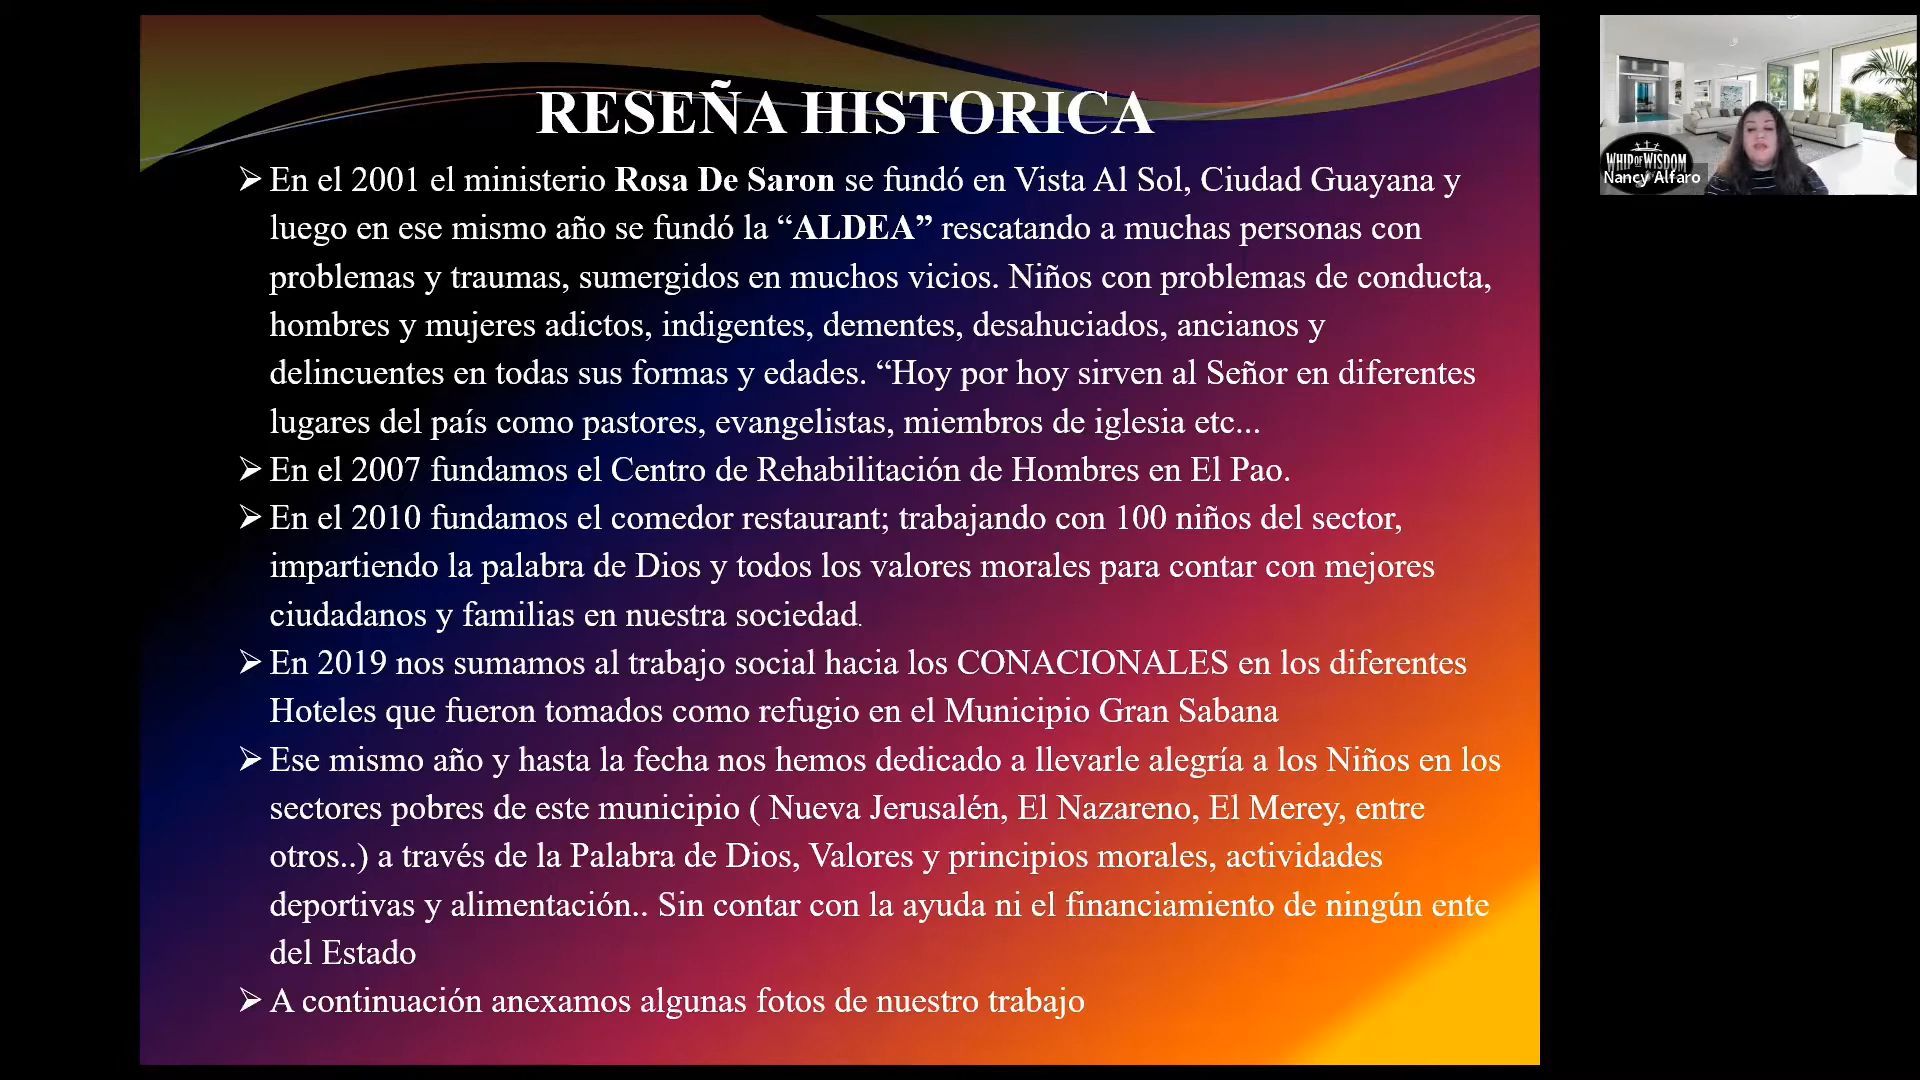 RESEÑA HISTORICA
➢ En el 2001 el ministerio Rosa De Saron se fundó en Vista Al Sol, Ciudad Guayana y
luego en ese mismo año se fundó la “ALDEA” rescatando a muchas personas con
problemas y traumas, sumergidos en muchos vicios. Niños con problemas de conducta,
hombres y mujeres adictos, indigentes, dementes, desahuciados, ancianos y
delincuentes en todas sus formas y edades. “Hoy por hoy sirven al Señor en diferentes
lugares del país como pastores, evangelistas, miembros de iglesia etc...
➢ En el 2007 fundamos el Centro de Rehabilitación de Hombres en El Pao.
➢ En el 2010 fundamos el comedor restaurant; trabajando con 100 niños del sector,
impartiendo la palabra de Dios y todos los valores morales para contar con mejores
ciudadanos y familias en nuestra sociedad.
➢ En 2019 nos sumamos al trabajo social hacia los CONACIONALES en los diferentes
Hoteles que fueron tomados como refugio en el Municipio Gran Sabana
➢ Ese mismo año y hasta la fecha nos hemos dedicado a llevarle alegría a los Niños en los
sectores pobres de este municipio ( Nueva Jerusalén, El Nazareno, El Merey, entre
otros..) a través de la Palabra de Dios, Valores y principios morales, actividades
deportivas y alimentación.. Sin contar con la ayuda ni el financiamiento de ningún ente
del Estado
➢ A continuación anexamos algunas fotos de nuestro trabajo
WHIP OF WISDOM
Nancy Alfaro